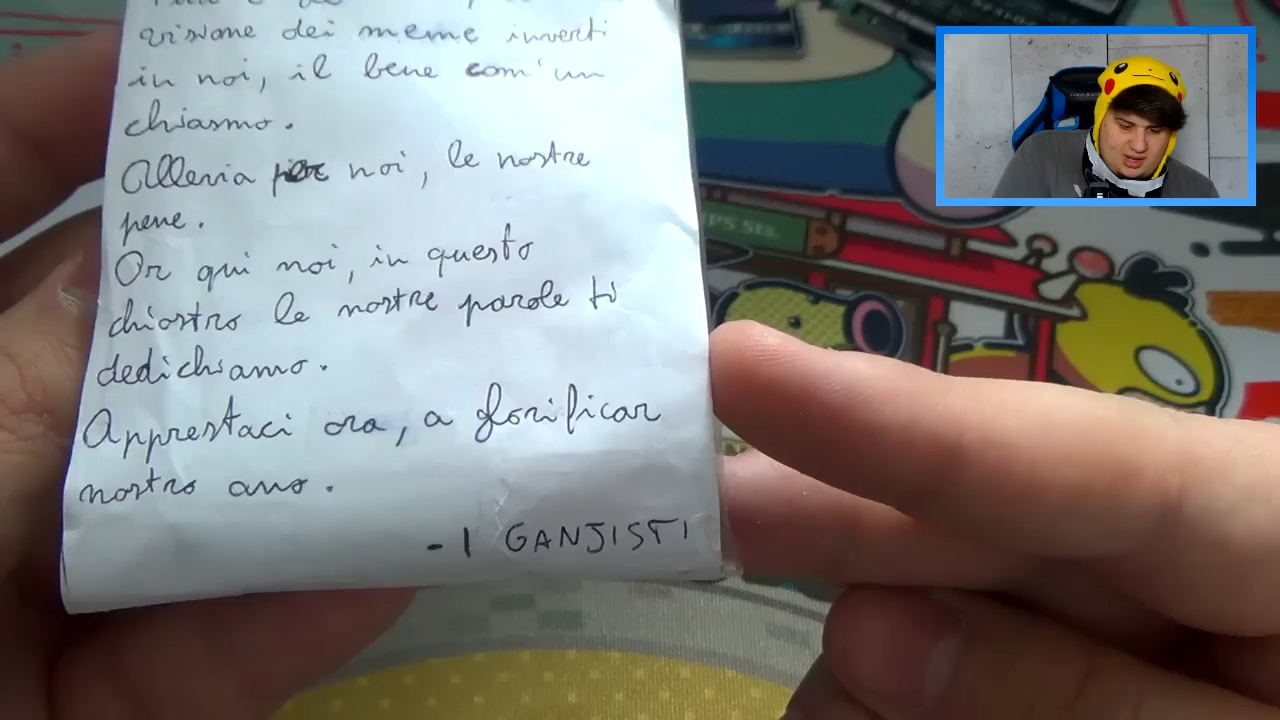 visione dei meme inverti
in noi, il bene com'un
chiasmo.
Allevia per noi, le nostre
pene.
Or qui noi, in questo
chiostro le nostre parole ti
dedichiamo.
Apprestaci ora, a glorificar
nostro ano.
- I GANJISTI